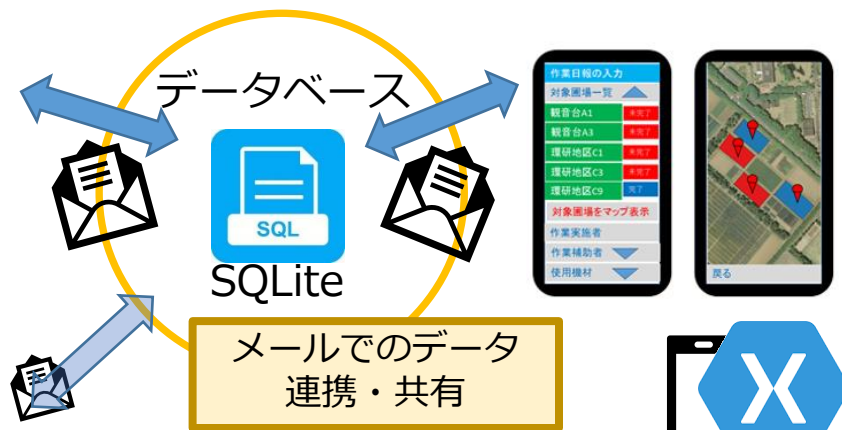 データベース
SQL
SQLite
メールでのデータ
連携・共有
作業日報の入力
対象圃場一覧
観音台A1 未完了
観音台A3 未完了
環研地区C1 未完了
環研地区C3 未完了
環研地区C9 完了
対象圃場をマップ表示
作業実施者
作業補助者
使用機材
戻る